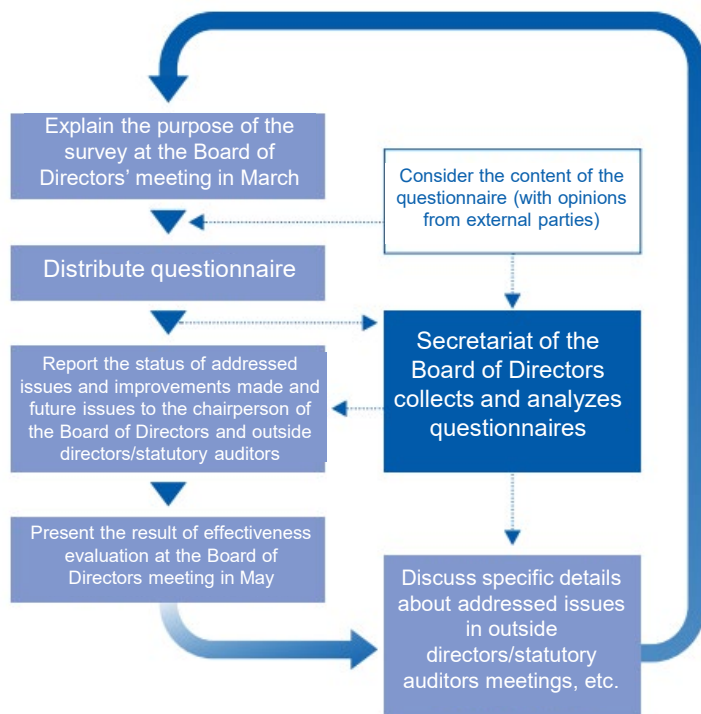 Explain the purpose of the
survey at the Board of
Directors' meeting in March
Consider the content of the
questionnaire (with opinions
from external parties)
Distribute questionnaire
Secretariat of the
Board of Directors
collects and analyzes
questionnaires
Report the status of addressed
issues and improvements made and
future issues to the chairperson of
the Board of Directors and outside
directors/statutory auditors
Present the result of effectiveness
evaluation at the Board of
Directors meeting in May
Discuss specific details
about addressed issues
in outside
directors/statutory
auditors meetings, etc.